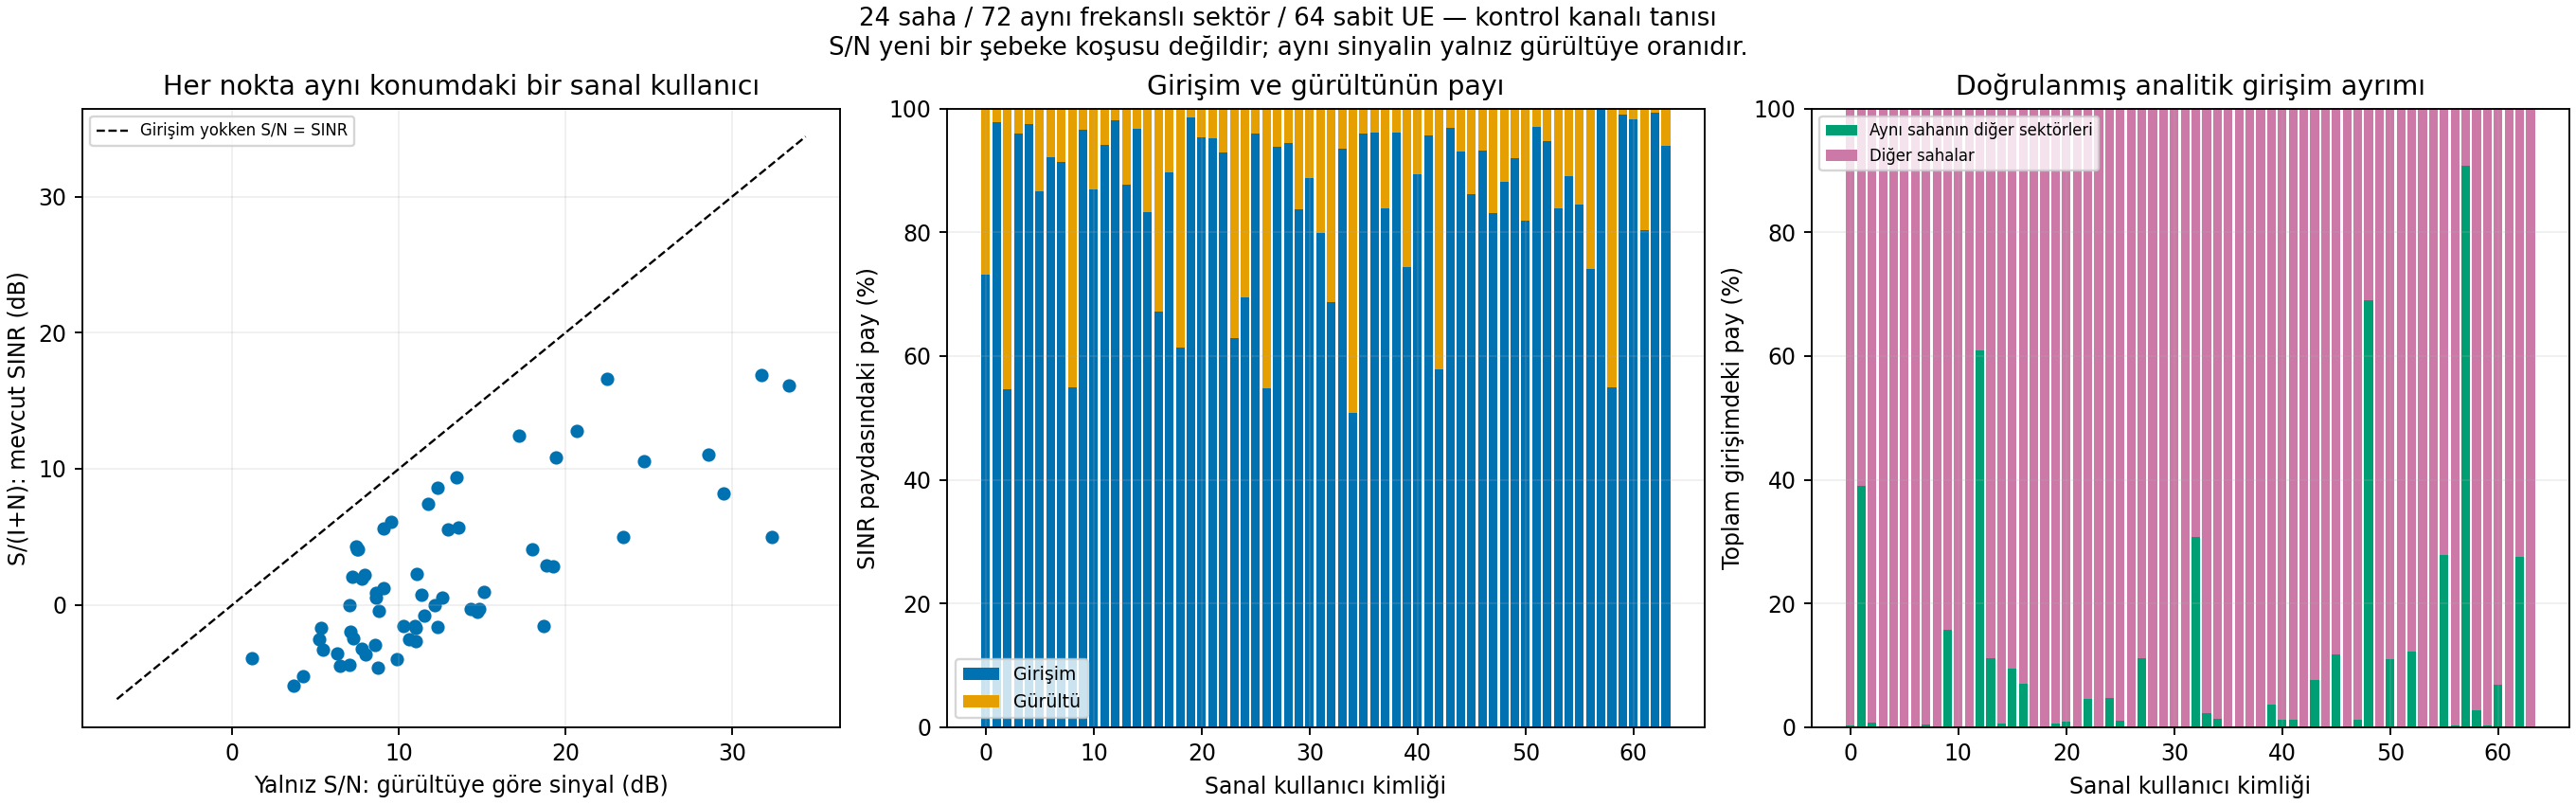 24 saha / 72 aynı frekanslı sektör / 64 sabit UE — kontrol kanalı tanısı
S/N yeni bir şebeke koşusu değildir; aynı sinyalin yalnız gürültüye oranıdır.
Her nokta aynı konumdaki bir sanal kullanıcı
Girişim yokken S/N = SINR
S/(I+N): mevcut SINR (dB)
30
20
10
0
0
10
20
30
Yalnız S/N: gürültüye göre sinyal (dB)
Girişim ve gürültünün payı
SINR paydasındaki pay (%)
100
80
60
40
20
0
Girişim
Gürültü
0
10
20
30
40
50
60
Sanal kullanıcı kimliği
Doğrulanmış analitik girişim ayrımı
Aynı sahanın diğer sektörleri
Diğer sahalar
Toplam girişimdeki pay (%)
100
80
60
40
20
0
0
10
20
30
40
50
60
Sanal kullanıcı kimliği